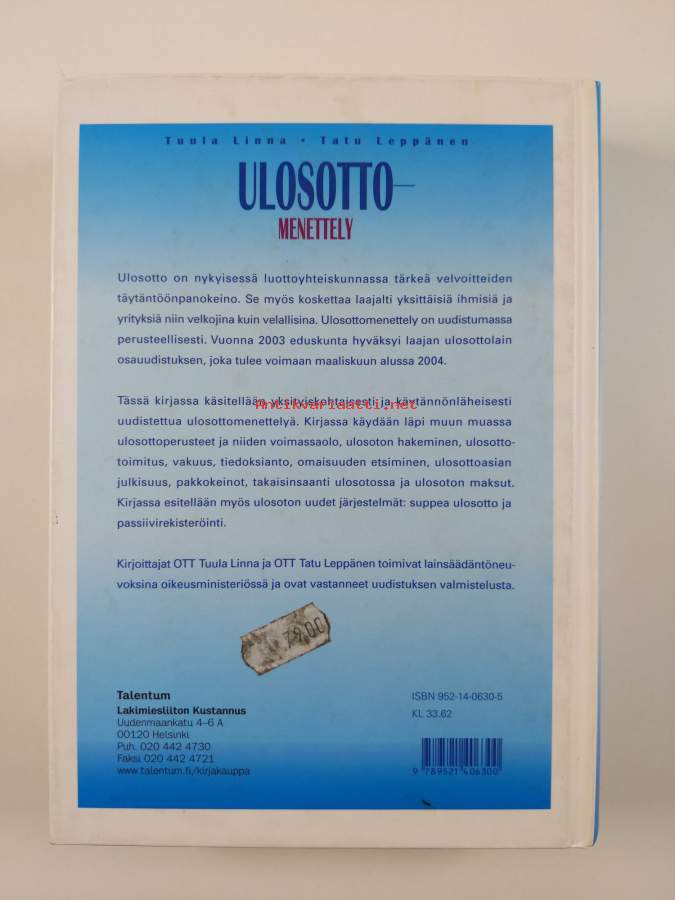 Tuula Linna • Tatu Leppänen
ULOSOTTO–
MENETTELY
Ulosotto on nykyisessä luottoyhteiskunnassa tärkeä velvoitteiden
täytäntöönpanokeino. Se myös koskettaa laajalti yksittäisiä ihmisiä ja
yrityksiä niin velkojina kuin velallisina. Ulosottomenettely on uudistumassa
perusteellisesti. Vuonna 2003 eduskunta hyväksyi laajan ulosottolain
osauudistuksen, joka tulee voimaan maaliskuun alussa 2004.
Tässä kirjassa käsitellään yksityiskohtaisesti ja käytännönläheisesti
Antikvariaatti.net
uudistettua ulosottomenettelyä. Kirjassa käydään läpi muun muassa
ulosottoperusteet ja niiden voimassaolo, ulosoton hakeminen, ulosotto-
toimitus, vakuus, tiedoksianto, omaisuuden etsiminen, ulosottoasian
julkisuus, pakkokeinot, takaisinsaanti ulosotossa ja ulosoton maksut.
Kirjassa esitellään myös ulosoton uudet järjestelmät: suppea ulosotto ja
passiivirekisteröinti.
Kirjoittajat OTT Tuula Linna ja OTT Tatu Leppänen toimivat lainsäädäntöneu-
voksina oikeusministeriössä ja ovat vastanneet uudistuksen valmistelusta.
79.00
Talentum
Lakimiesliiton Kustannus
Uudenmaankatu 4–6 A
00120 Helsinki
Puh. 020 442 4730
Faksi 020 442 4721
www.talentum.fi/kirjakauppa
ISBN 952-14-0630-5
KL 33.62
9 789521 406300